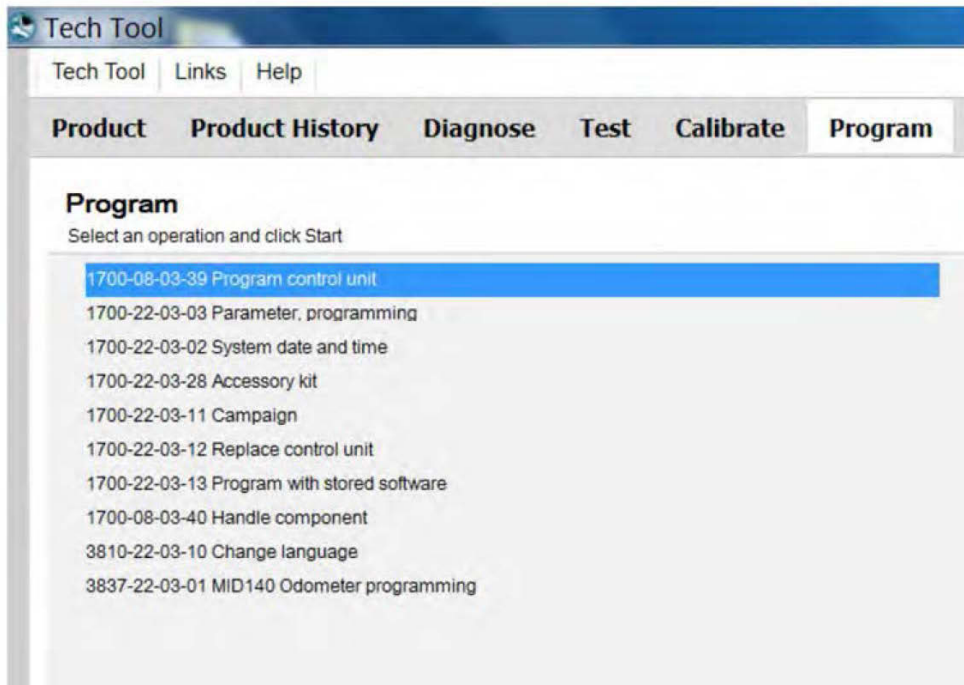 Tech Tool
Tech Tool Links Help
Product Product History Diagnose Test Calibrate Program
Program
Select an operation and click Start
1700-08-03-39 Program control unit
1700-22-03-03 Parameter, programming
1700-22-03-02 System date and time
1700-22-03-28 Accessory kit
1700-22-03-11 Campaign
1700-22-03-12 Replace control unit
1700-22-03-13 Program with stored software
1700-08-03-40 Handle component
3810-22-03-10 Change language
3837-22-03-01 MID140 Odometer programming